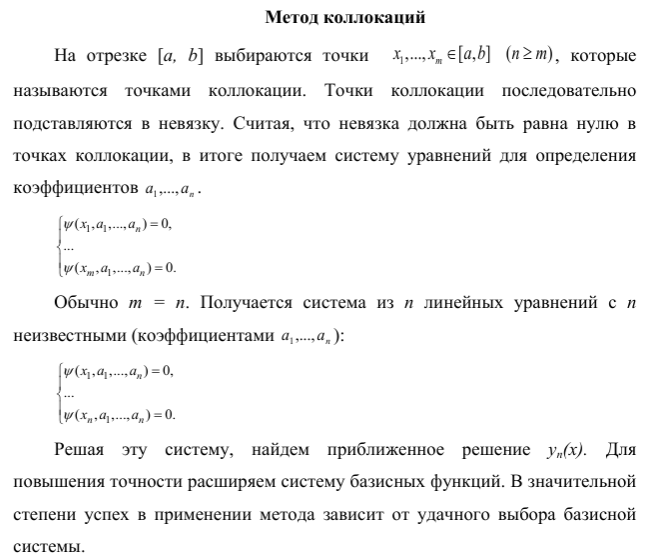 Метод коллокаций
На отрезке [a, b] выбираются точки x₁,...,xₘ ∈[a,b] (n ≥ m), которые
называются точками коллокации. Точки коллокации последовательно
подставляются в невязку. Считая, что невязка должна быть равна нулю в
точках коллокации, в итоге получаем систему уравнений для определения
коэффициентов a₁,...,aₙ.
{ψ(x₁,a₁,...,aₙ) = 0,
...
ψ(xₘ,a₁,...,aₙ) = 0.
Обычно m = n. Получается система из n линейных уравнений с n
неизвестными (коэффициентами a₁,...,aₙ):
{ψ(x₁,a₁,...,aₙ) = 0,
...
ψ(xₙ,a₁,...,aₙ) = 0.
Решая эту систему, найдем приближенное решение yₙ(x). Для
повышения точности расширяем систему базисных функций. В значительной
степени успех в применении метода зависит от удачного выбора базисной
системы.